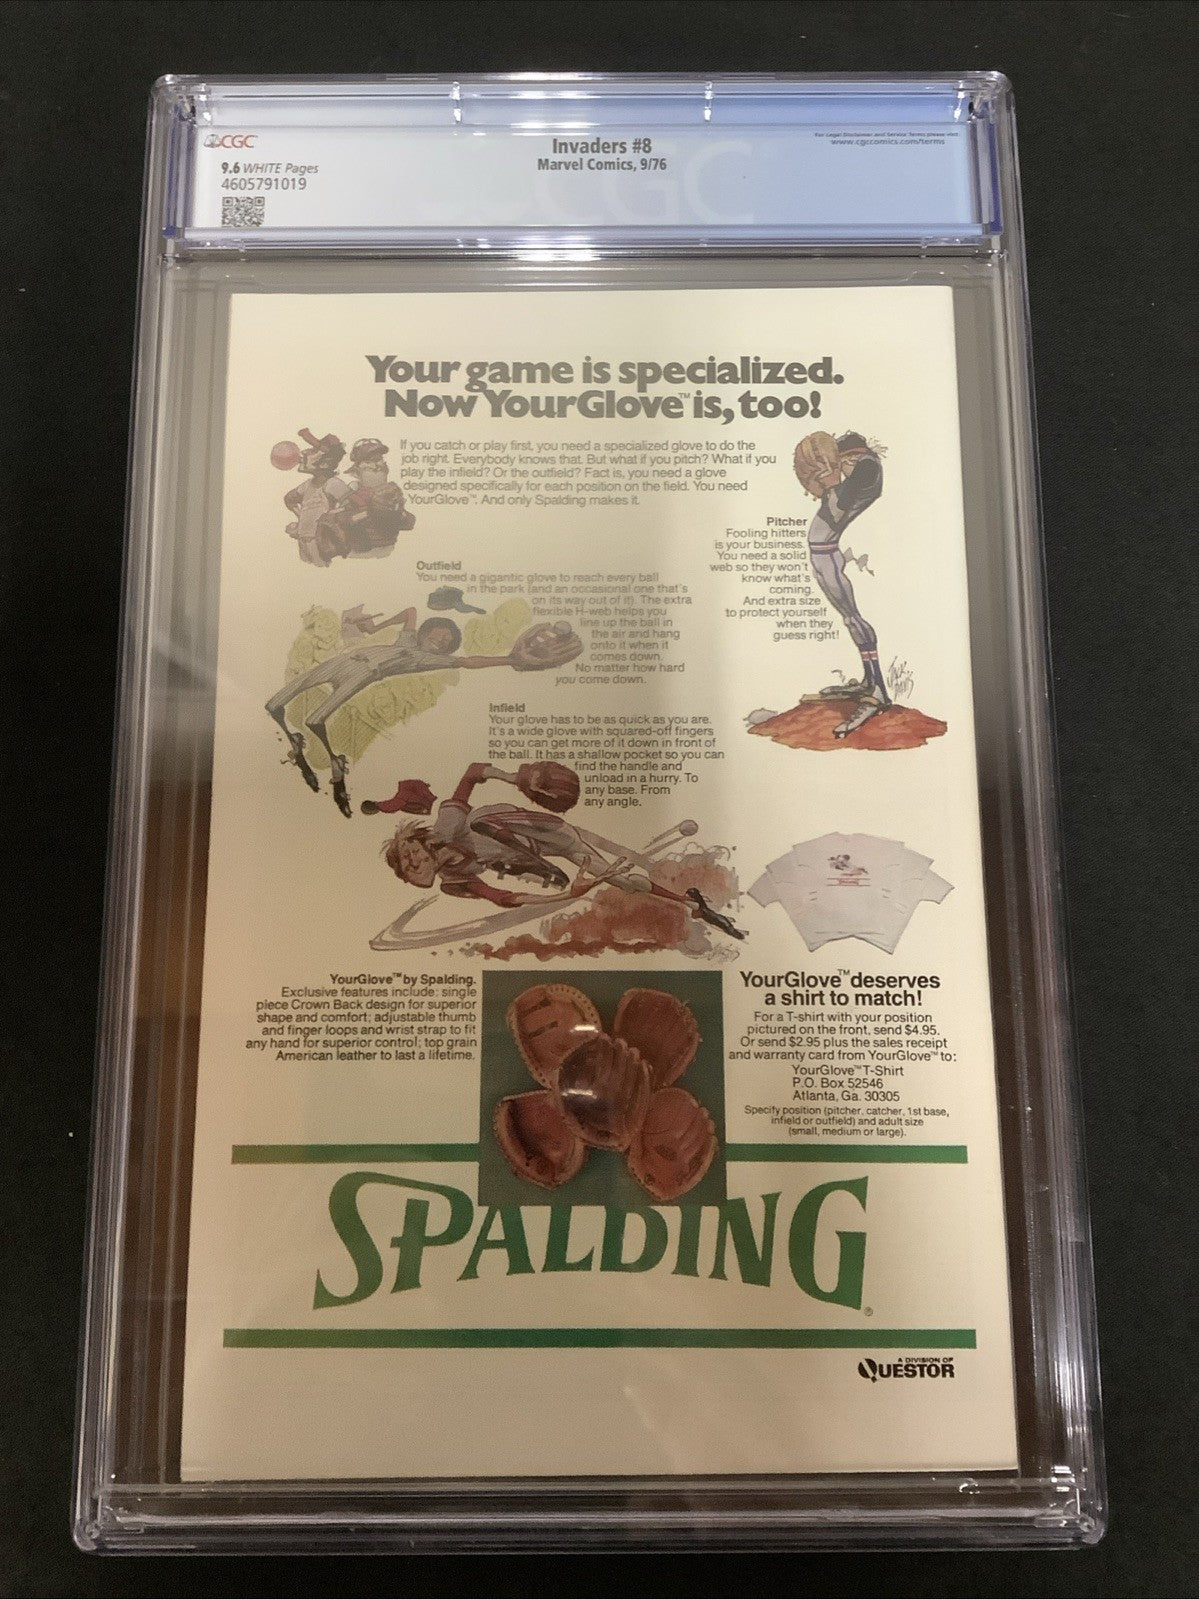 CGC
9.6 WHITE Pages
4605791019
Invaders #8
Marvel Comics, 9/76
For Legal Disclaimer and Service Terms please visit
www.cgccomics.com/terms
CGC
Your game is specialized.
Now YourGlove™ is, too!
If you catch or play first, you need a specialized glove to do the
job right. Everybody knows that. But what if you pitch? What if you
play the infield? Or the outfield? Fact is, you need a glove
designed specifically for each position on the field. You need
YourGlove™. And only Spalding makes it.
Pitcher
Fooling hitters
is your business.
You need a solid
web so they won't
know what's
coming.
And extra size
to protect yourself
when they
guess right!
JACK
DAVIS
Outfield
You need a gigantic glove to reach every ball
in the park (and an occasional one that's
on its way out of it). The extra
flexible H-web helps you
line up the ball in
the air and hang
onto it when it
comes down.
No matter how hard
you come down.
Infield
Your glove has to be as quick as you are.
It's a wide glove with squared-off fingers
so you can get more of it down in front of
the ball. It has a shallow pocket so you can
find the handle and
unload in a hurry. To
any base. From
any angle.
YourGlove™ by Spalding.
Exclusive features include: single
piece Crown Back design for superior
shape and comfort; adjustable thumb
and finger loops and wrist strap to fit
any hand for superior control; top grain
American leather to last a lifetime.
YourGlove™ deserves
a shirt to match!
For a T-shirt with your position
pictured on the front, send $4.95.
Or send $2.95 plus the sales receipt
and warranty card from YourGlove™ to:
YourGlove™ T-Shirt
P.O. Box 52546
Atlanta, Ga. 30305
Specify position (pitcher, catcher, 1st base,
infield or outfield) and adult size
(small, medium or large).
SPALDING®
A DIVISION OF
QUESTOR